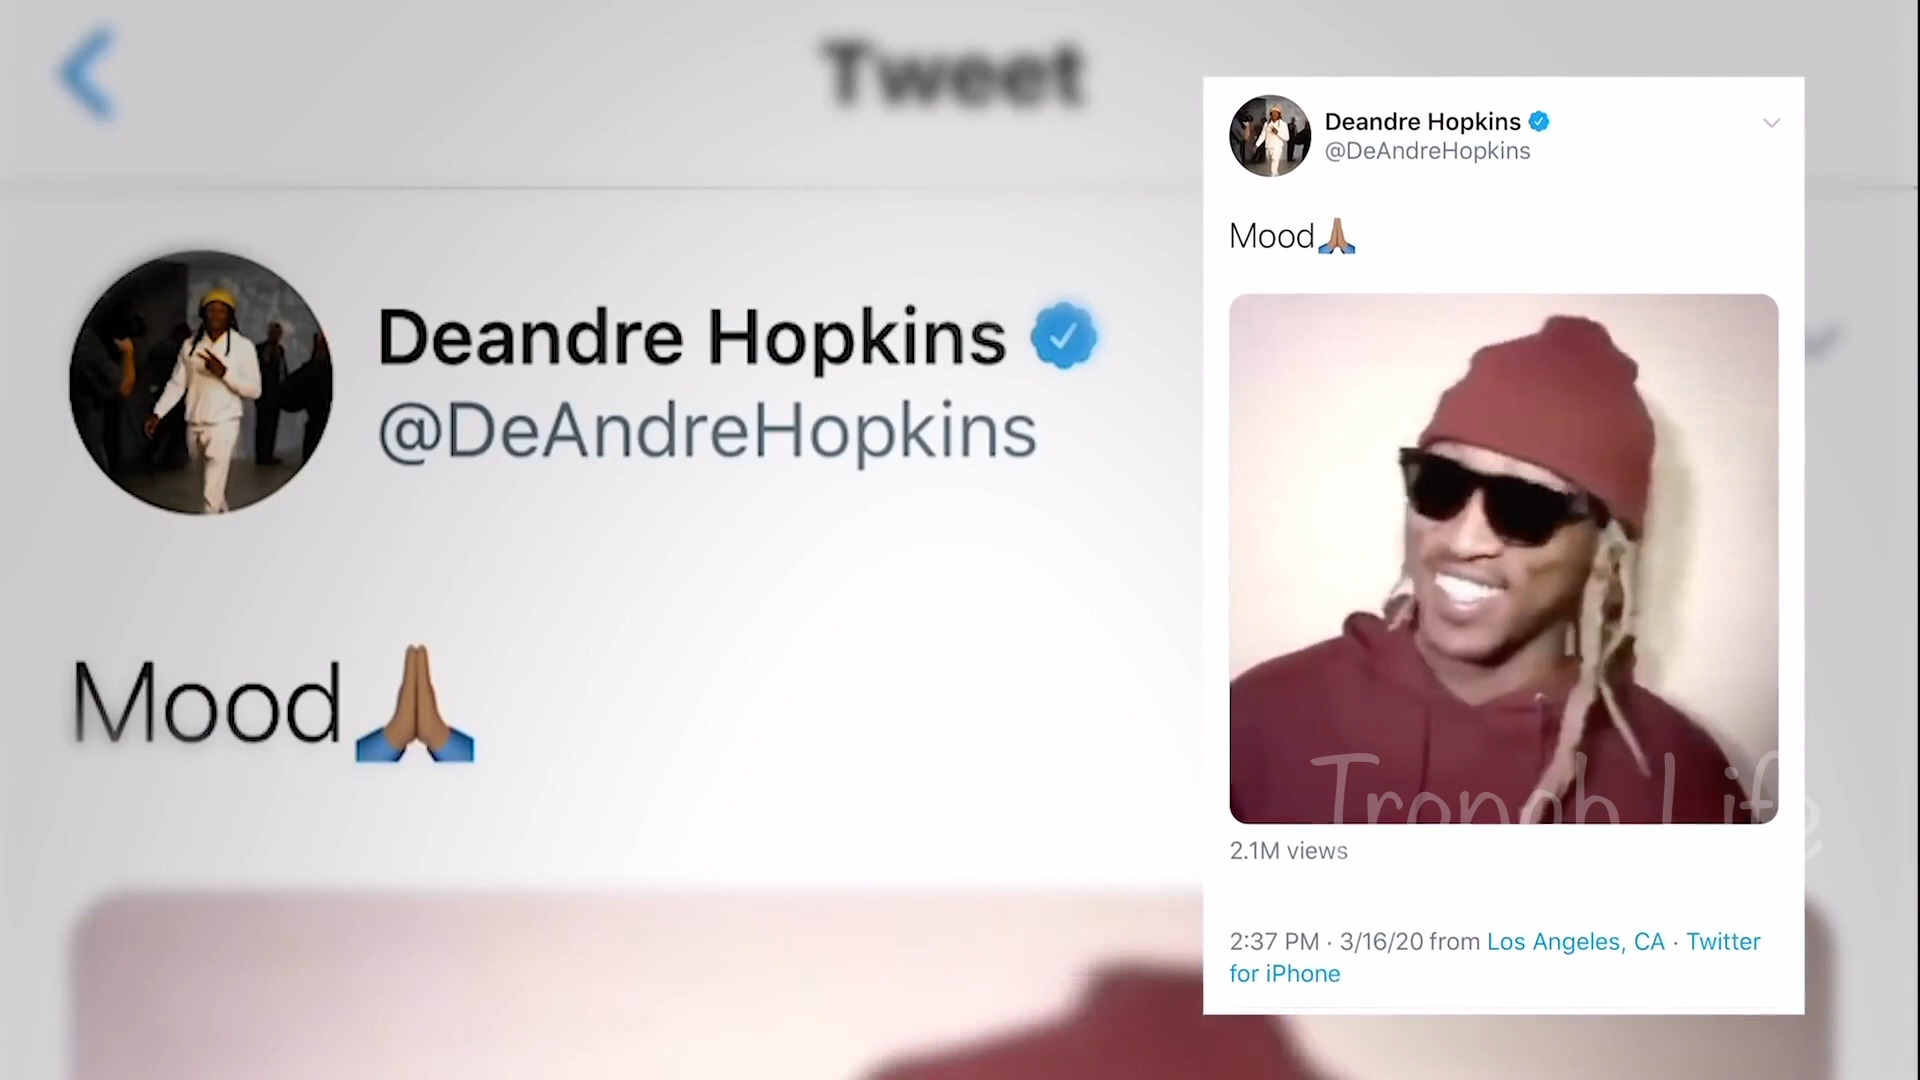 Tweet
Deandre Hopkins
@DeAndreHopkins
Mood🙏🏽
Deandre Hopkins
@DeAndreHopkins
Mood🙏🏽
Life
2.1M views
2:37 PM · 3/16/20 from Los Angeles, CA · Twitter
for iPhone